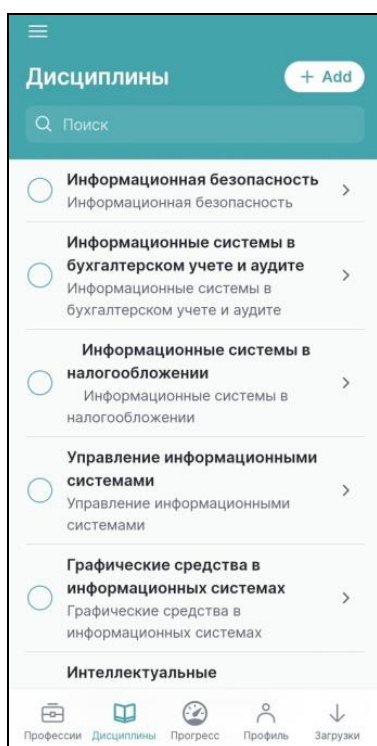 Дисциплины
+ Add
Поиск
Информационная безопасность
Информационная безопасность
Информационные системы в
бухгалтерском учете и аудите
Информационные системы в
бухгалтерском учете и аудите
Информационные системы в
налогообложении
Информационные системы в
налогообложении
Управление информационными
системами
Управление информационными
системами
Графические средства в
информационных системах
Графические средства в
информационных системах
Интеллектуальные
Профессии Дисциплины Прогресс Профиль Загрузки